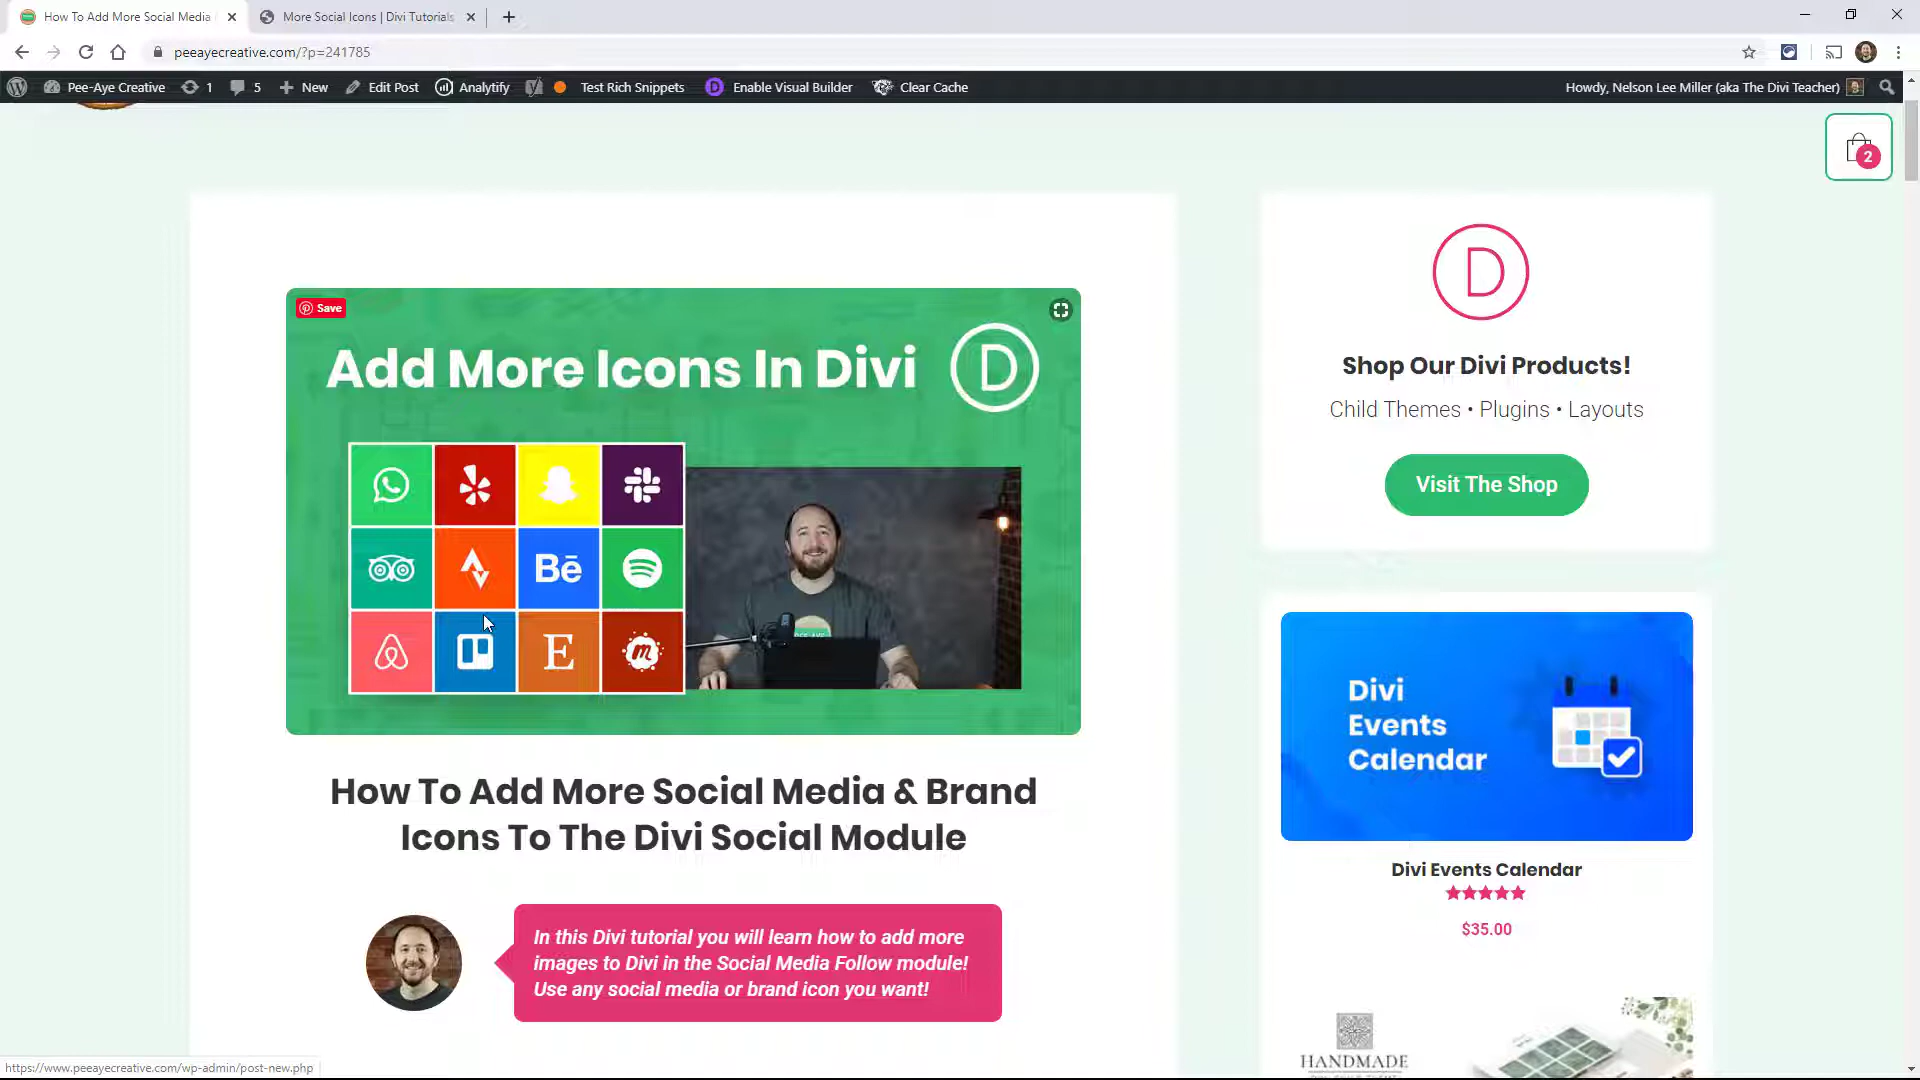 How To Add More Social Media
More Social Icons | Divi Tutorials
peeayecreative.com/?p=241785
Pee-Aye Creative
1
5
New
Edit Post
Analytify
Test Rich Snippets
D
Enable Visual Builder
Clear Cache
Howdy, Nelson Lee Miller (aka The Divi Teacher)
2
Save
Add More Icons In Divi
D
Bē
E
m
How To Add More Social Media & Brand
Icons To The Divi Social Module
In this Divi tutorial you will learn how to add more
images to Divi in the Social Media Follow module!
Use any social media or brand icon you want!
D
Shop Our Divi Products!
Child Themes • Plugins • Layouts
Visit The Shop
Divi
Events
Calendar
Divi Events Calendar
$35.00
HANDMADE
https://www.peeayecreative.com/wp-admin/post-new.php